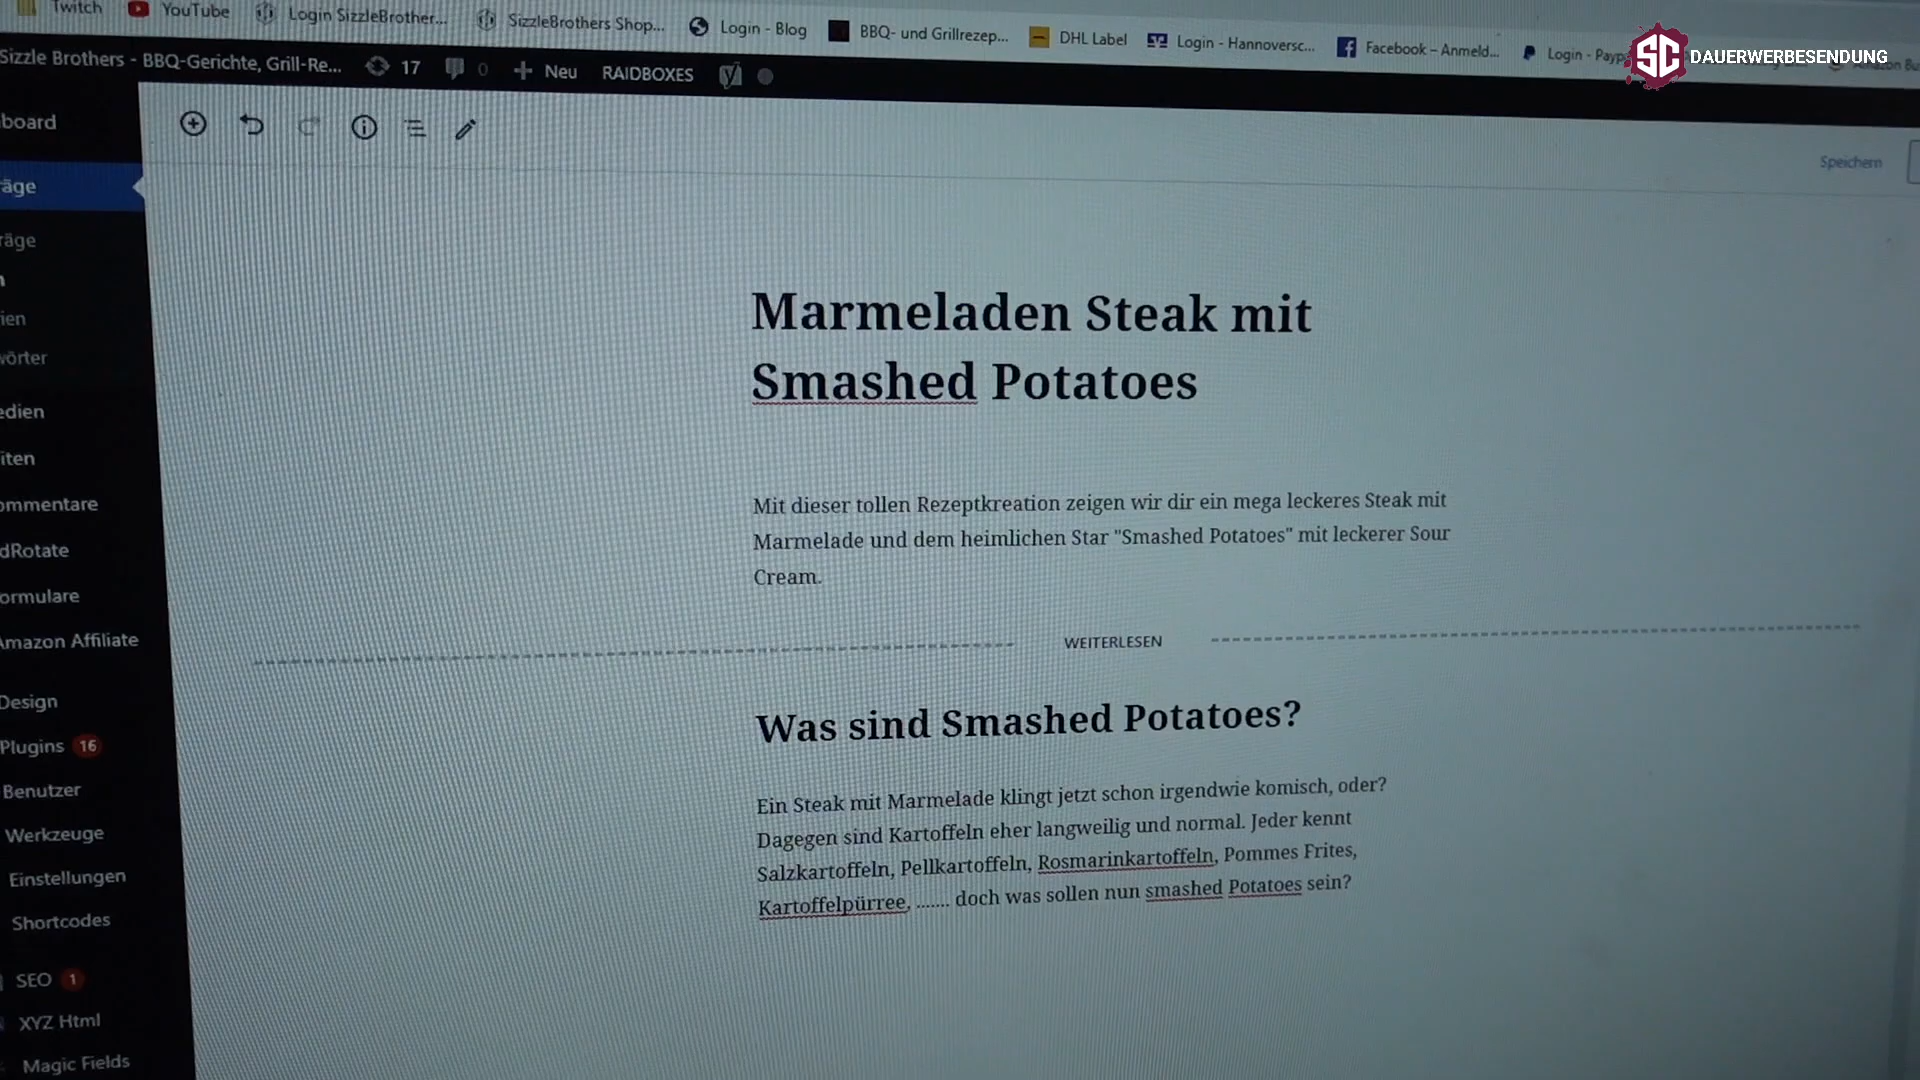 Twitch YouTube Login SizzleBrother... SizzleBrothers Shop... Login - Blog BBQ- und Grillrezep... DHL Label Login - Hannoversc... Facebook – Anmeld... Login - Payp
SC DAUERWERBESENDUNG
Sizzle Brothers - BBQ-Gerichte, Grill-Re... 17 0 + Neu RAIDBOXES
board
Speichern
räge
räge
n
rien
wörter
edien
iten
ommentare
dRotate
ormulare
Amazon Affiliate
Design
Plugins 16
Benutzer
Werkzeuge
Einstellungen
Shortcodes
SEO 1
XYZ Html
Magic Fields
Marmeladen Steak mit
Smashed Potatoes
Mit dieser tollen Rezeptkreation zeigen wir dir ein mega leckeres Steak mit
Marmelade und dem heimlichen Star "Smashed Potatoes" mit leckerer Sour
Cream.
WEITERLESEN
Was sind Smashed Potatoes?
Ein Steak mit Marmelade klingt jetzt schon irgendwie komisch, oder?
Dagegen sind Kartoffeln eher langweilig und normal. Jeder kennt
Salzkartoffeln, Pellkartoffeln, Rosmarinkartoffeln, Pommes Frites,
Kartoffelpürree, ....... doch was sollen nun smashed Potatoes sein?